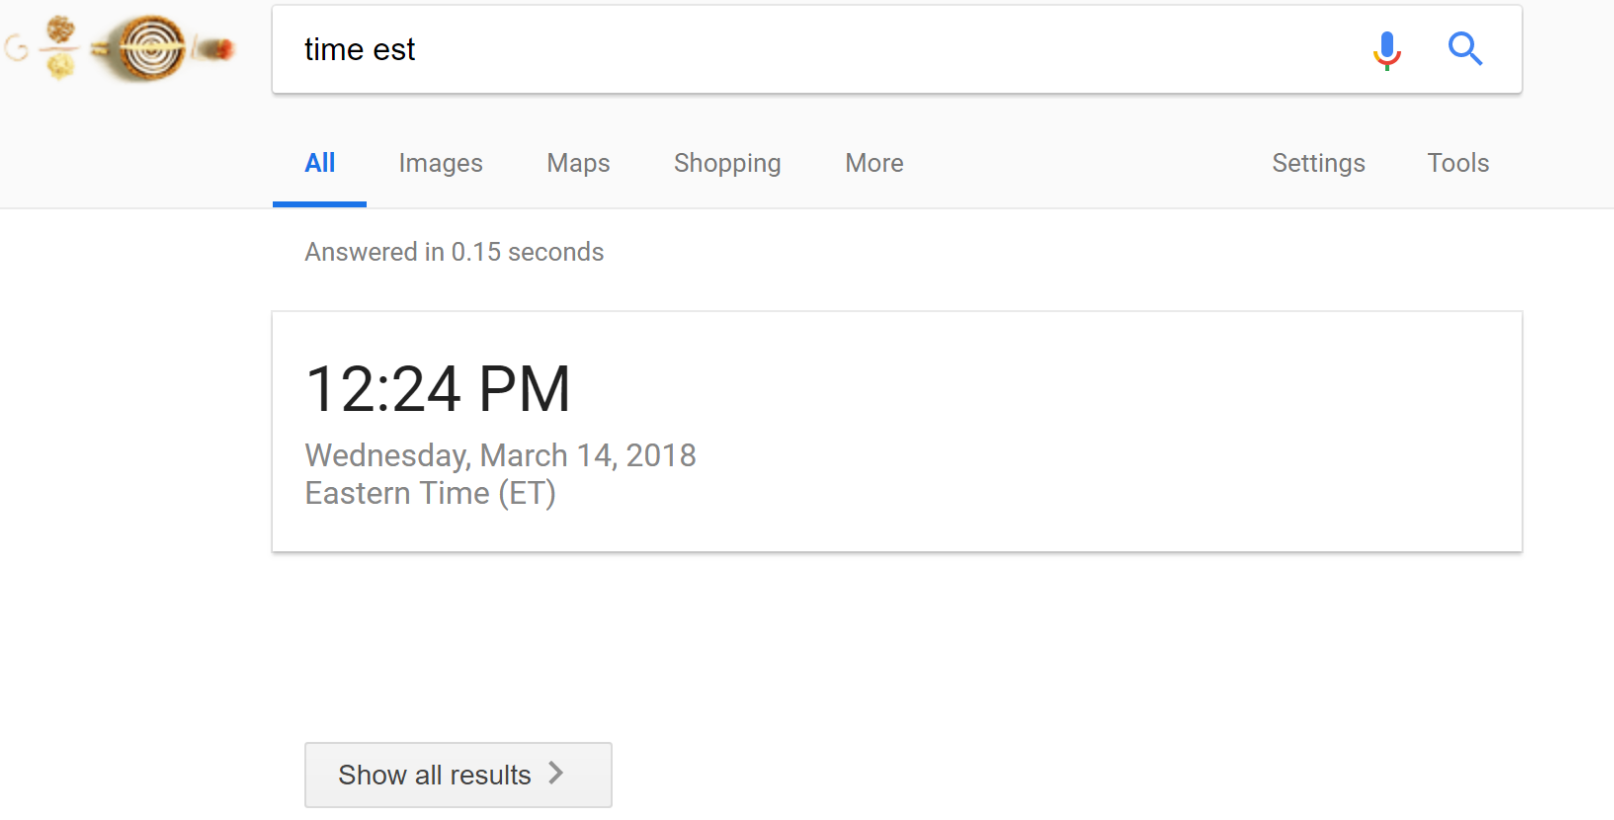 time est
All Images Maps Shopping More Settings Tools
Answered in 0.15 seconds
12:24 PM
Wednesday, March 14, 2018
Eastern Time (ET)
Show all results